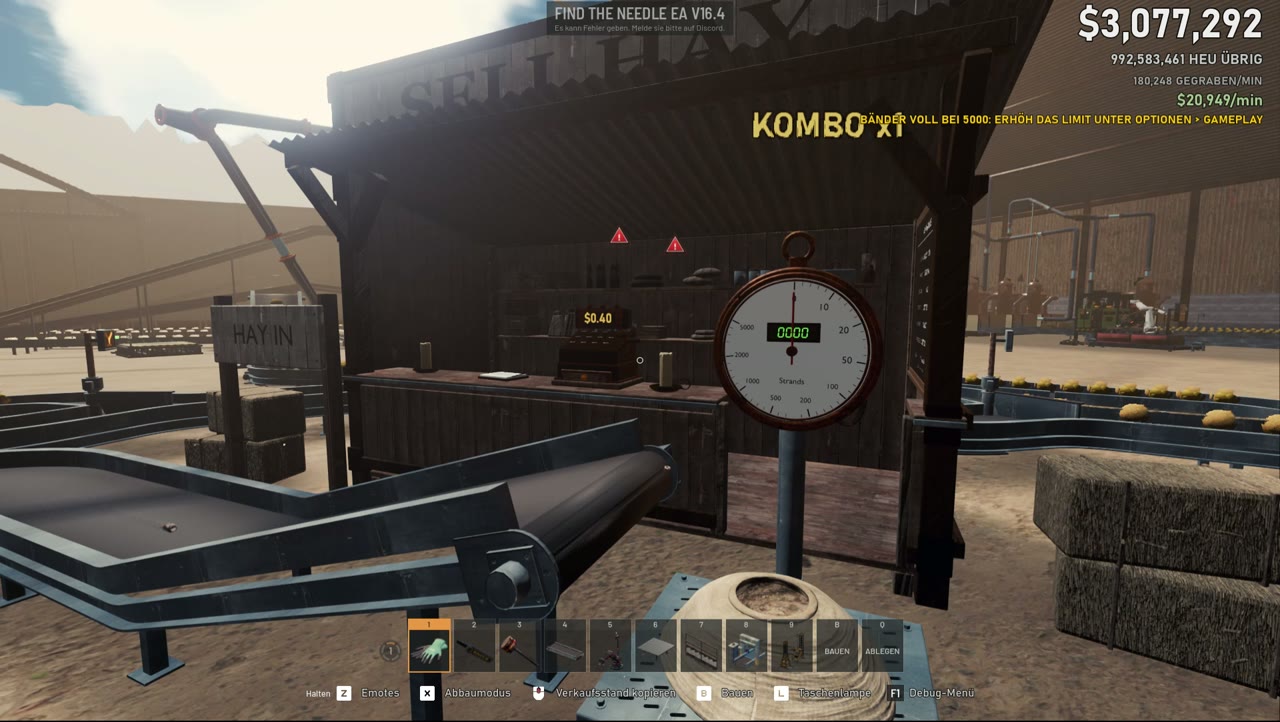 FIND THE NEEDLE EA V16.4
Es kann Fehler geben. Melde sie bitte auf Discord.
$3,077,292
992,583,461 HEU ÜBRIG
180,248 GEGRABEN/MIN
$20,949/min
BÄNDER VOLL BEI 5000: ERHÖH DAS LIMIT UNTER OPTIONEN > GAMEPLAY
KOMBO x1
SELL HAY
HAY IN
$0.40
0000
10
20
50
100
200
500
1000
2000
5000
Strands
1
1 2 3 4 5 6 7 8 9 B 0
BAUEN
ABLEGEN
Halten Z Emotes X Abbaumodus Verkaufsstand kopieren B Bauen L Taschenlampe F1 Debug-Menü